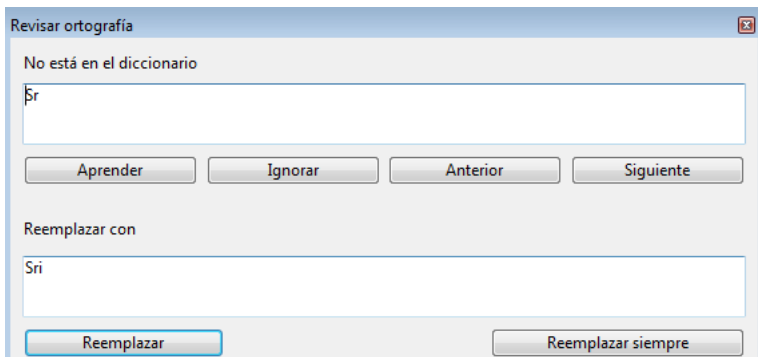 Revisar ortografía
No está en el diccionario
Sr
Aprender Ignorar Anterior Siguiente
Reemplazar con
Sri
Reemplazar Reemplazar siempre